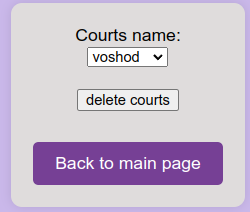 Courts name:
voshod
delete courts
Back to main page